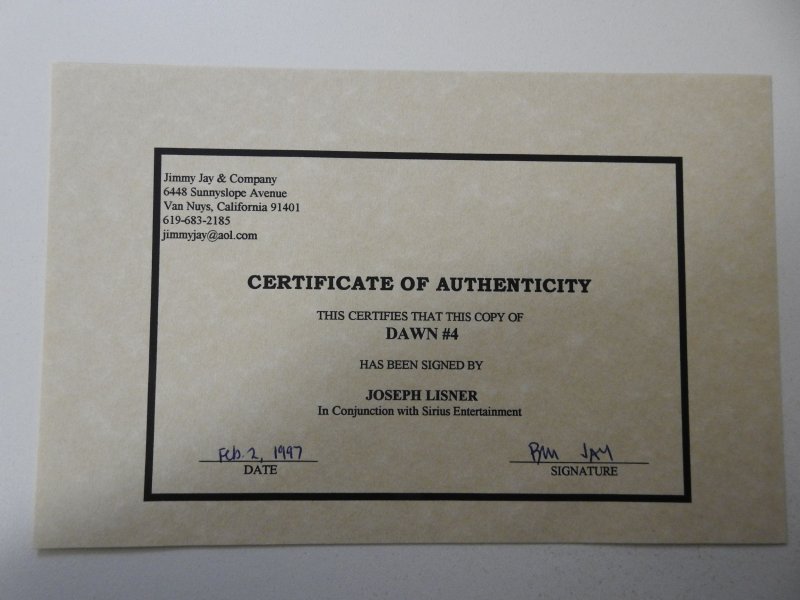 Jimmy Jay & Company
6448 Sunnyslope Avenue
Van Nuys, California 91401
619-683-2185
jimmyjay@aol.com
CERTIFICATE OF AUTHENTICITY
THIS CERTIFIES THAT THIS COPY OF
DAWN #4
HAS BEEN SIGNED BY
JOSEPH LISNER
In Conjunction with Sirius Entertainment
Feb. 2, 1997
DATE
JAY
SIGNATURE